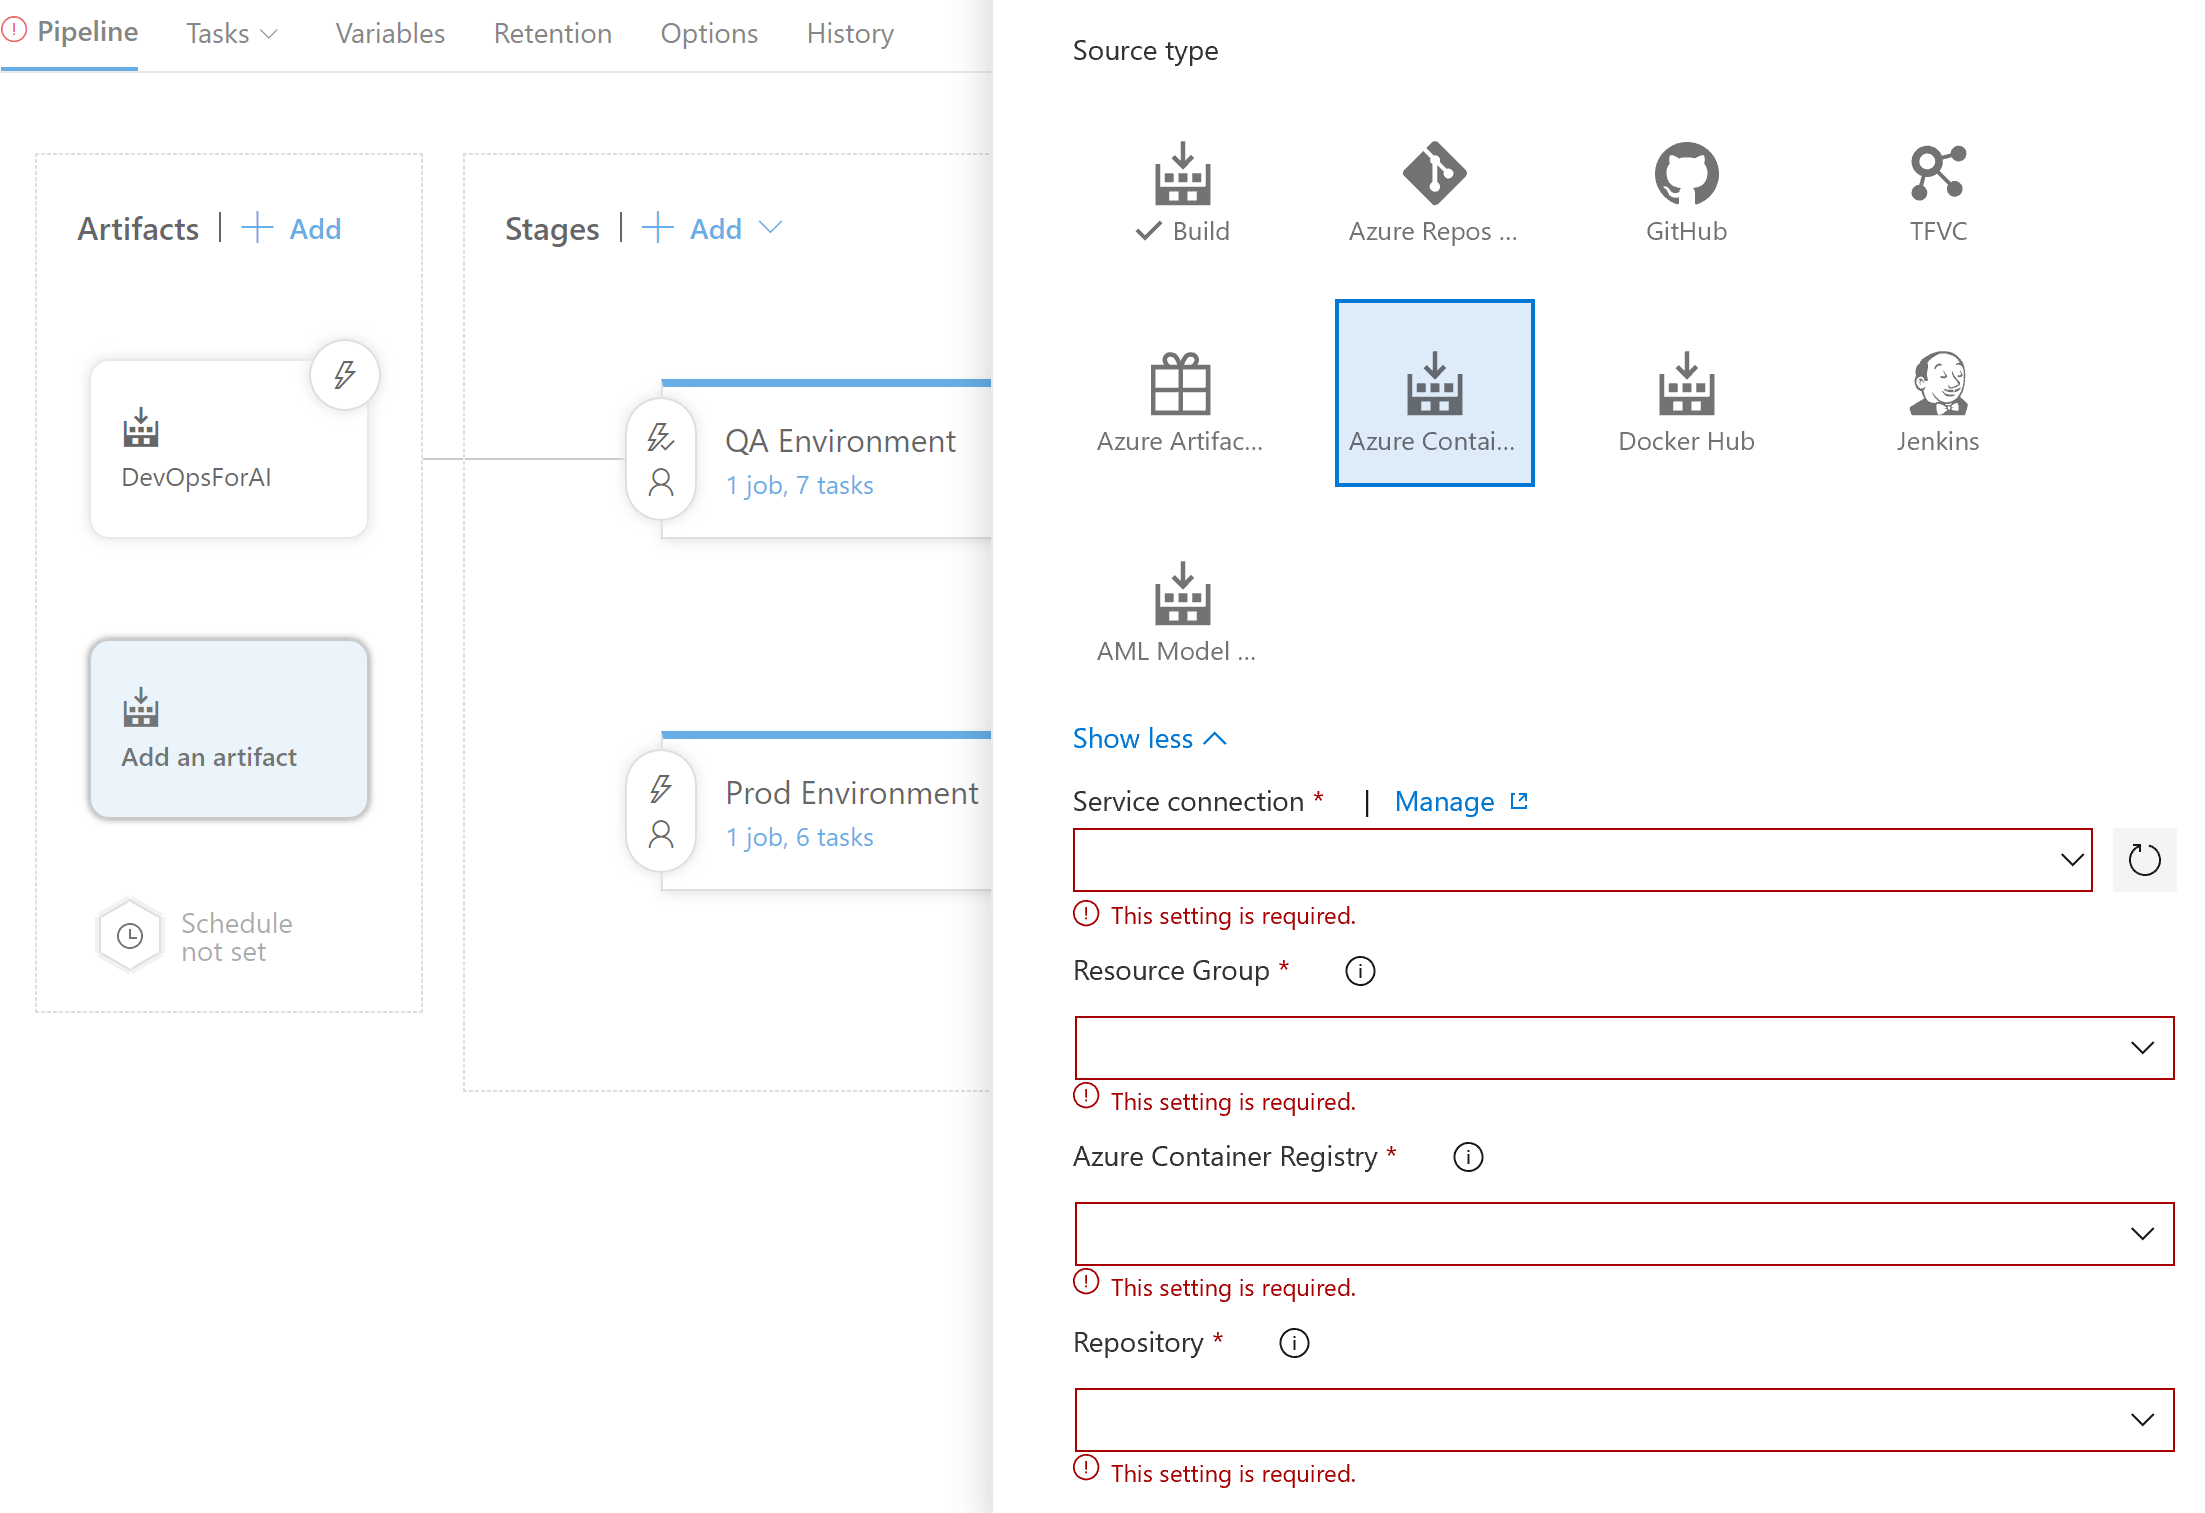 Pipeline Tasks Variables Retention Options History
Artifacts | + Add
DevOpsForAI
Add an artifact
Schedule
not set
Stages | + Add
QA Environment
1 job, 7 tasks
Prod Environment
1 job, 6 tasks
Source type
Build Azure Repos ... GitHub TFVC
Azure Artifac... Azure Contai... Docker Hub Jenkins
AML Model ...
Show less
Service connection * | Manage
This setting is required.
Resource Group *
This setting is required.
Azure Container Registry *
This setting is required.
Repository *
This setting is required.